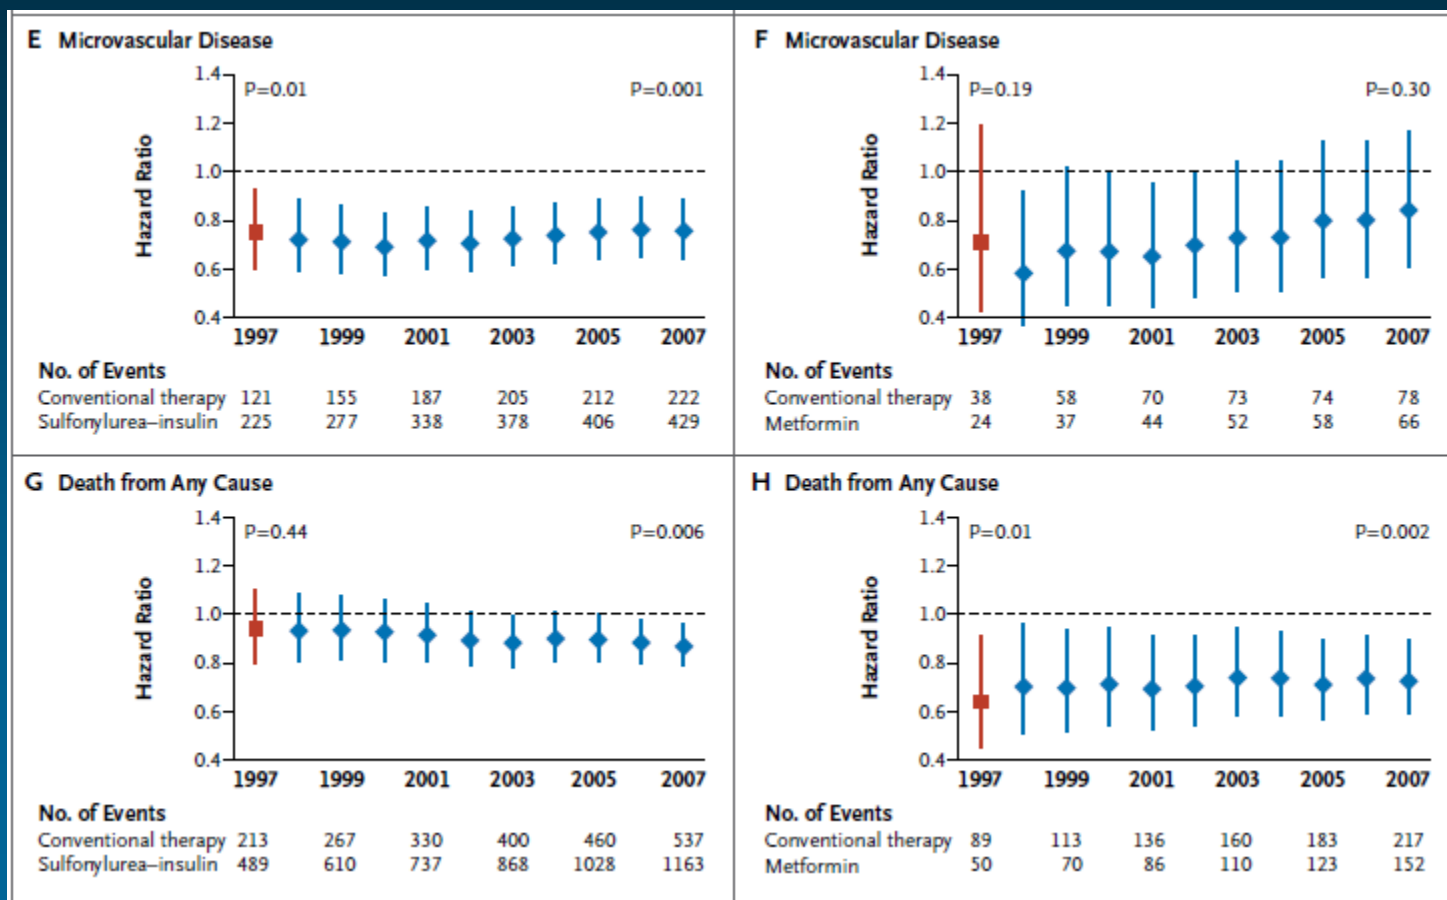 E Microvascular Disease
1.4
P=0.01
P=0.001
1.2
1.0
0.8
0.6
0.4
Hazard Ratio
1997 1999 2001 2003 2005 2007
No. of Events
Conventional therapy 121 155 187 205 212 222
Sulfonylurea–insulin 225 277 338 378 406 429
F Microvascular Disease
1.4
P=0.19
P=0.30
1.2
1.0
0.8
0.6
0.4
Hazard Ratio
1997 1999 2001 2003 2005 2007
No. of Events
Conventional therapy 38 58 70 73 74 78
Metformin 24 37 44 52 58 66
G Death from Any Cause
1.4
P=0.44
P=0.006
1.2
1.0
0.8
0.6
0.4
Hazard Ratio
1997 1999 2001 2003 2005 2007
No. of Events
Conventional therapy 213 267 330 400 460 537
Sulfonylurea–insulin 489 610 737 868 1028 1163
H Death from Any Cause
1.4
P=0.01
P=0.002
1.2
1.0
0.8
0.6
0.4
Hazard Ratio
1997 1999 2001 2003 2005 2007
No. of Events
Conventional therapy 89 113 136 160 183 217
Metformin 50 70 86 110 123 152